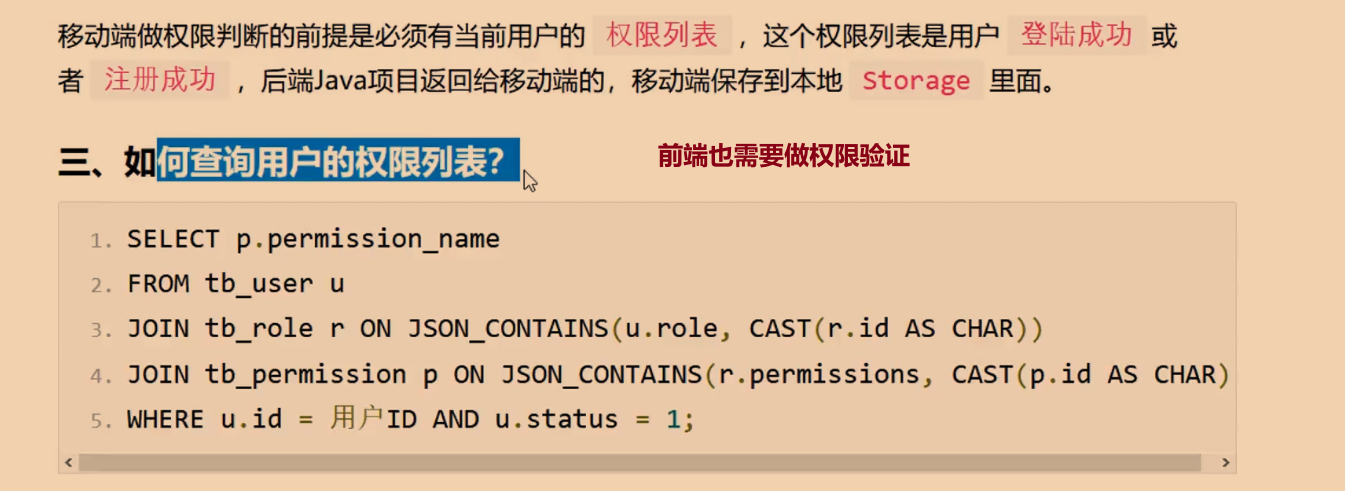 移动端做权限判断的前提是必须有当前用户的 权限列表 ，这个权限列表是用户 登陆成功 或
者 注册成功 ，后端Java项目返回给移动端的，移动端保存到本地 Storage 里面。
三、如何查询用户的权限列表？
前端也需要做权限验证
1. SELECT p.permission_name
2. FROM tb_user u
3. JOIN tb_role r ON JSON_CONTAINS(u.role, CAST(r.id AS CHAR))
4. JOIN tb_permission p ON JSON_CONTAINS(r.permissions, CAST(p.id AS CHAR)
5. WHERE u.id = 用户ID AND u.status = 1;